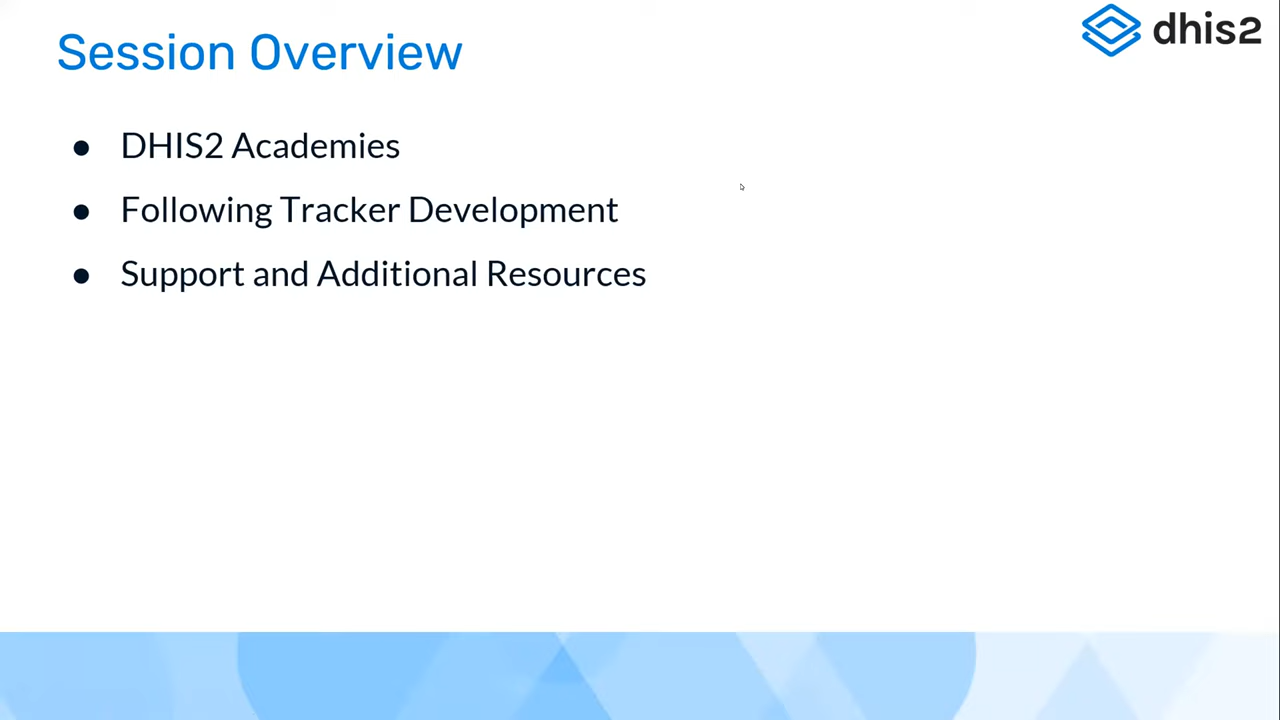 Session Overview
dhis2
● DHIS2 Academies
● Following Tracker Development
● Support and Additional Resources